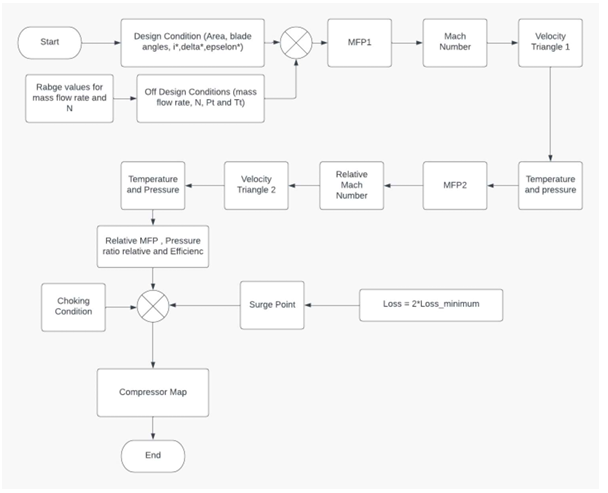 Start
Design Condition (Area, blade
angles, i*,delta*,epselon*)
MFP1
Mach
Number
Velocity
Triangle 1
Rabge values for
mass flow rate and
N
Off Design Conditions (mass
flow rate, N, Pt and Tt)
Temperature
and Pressure
Velocity
Triangle 2
Relative
Mach
Number
MFP2
Temperature
and pressure
Relative MFP , Pressure
ratio relative and Efficienc
Choking
Condition
Surge Point
Loss = 2*Loss_minimum
Compressor Map
End